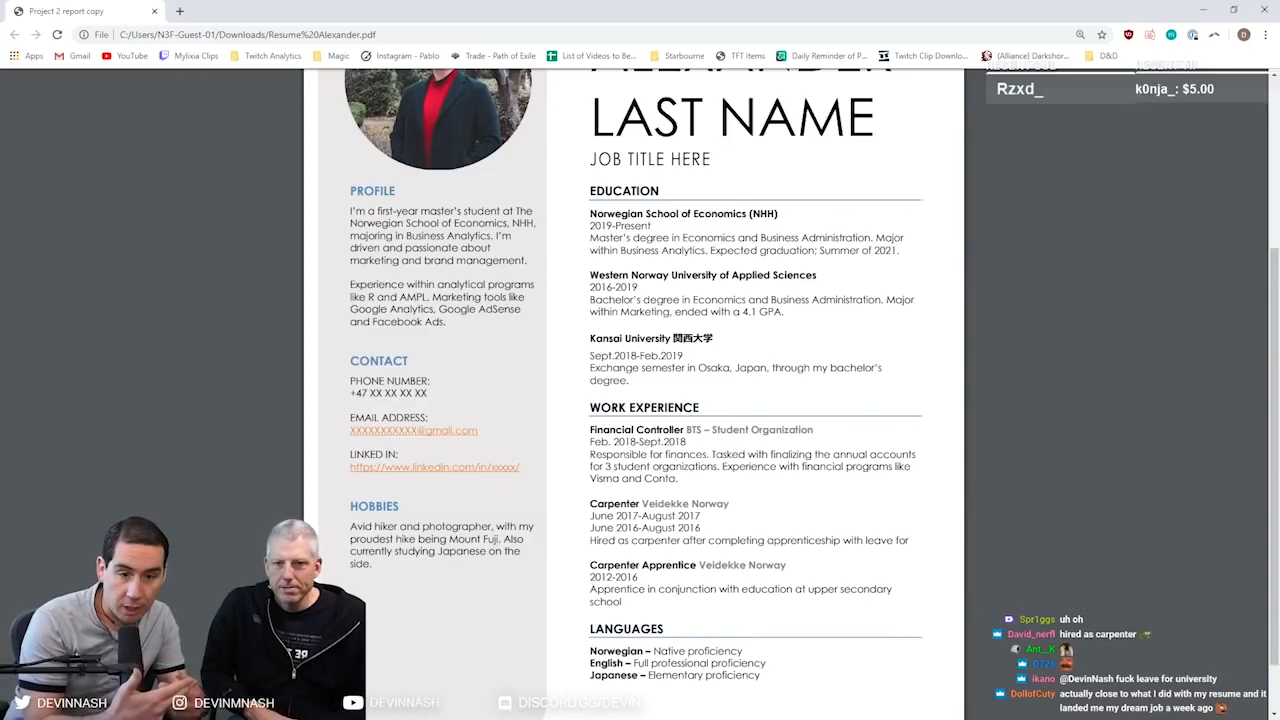 Project 2 report copy
File
C:/Users/N3F-Guest-01/Downloads/Resume%20Alexander.pdf
D
Apps
Gmail
YouTube
Mylixia Clips
Twitch Analytics
Magic
Instagram - Pablo
Trade - Path of Exile
List of Videos to Be...
Starbourne
TFT Items
Daily Reminder of P...
Twitch Clip Downlo...
(Alliance) Darkshor...
D&D
ALEXANDER
LAST NAME
JOB TITLE HERE
PROFILE
I'm a first-year master's student at The
Norwegian School of Economics, NHH,
majoring in Business Analytics. I'm
driven and passionate about
marketing and brand management.
Experience within analytical programs
like R and AMPL. Marketing tools like
Google Analytics, Google AdSense
and Facebook Ads.
CONTACT
PHONE NUMBER:
+47 XX XX XX XX
EMAIL ADDRESS:
XXXXXXXXXXX@gmail.com
LINKED IN:
https://www.linkedin.com/in/xxxxx/
HOBBIES
Avid hiker and photographer, with my
proudest hike being Mount Fuji. Also
currently studying Japanese on the
side.
EDUCATION
Norwegian School of Economics (NHH)
2019-Present
Master's degree in Economics and Business Administration. Major
within Business Analytics. Expected graduation; Summer of 2021.
Western Norway University of Applied Sciences
2016-2019
Bachelor's degree in Economics and Business Administration. Major
within Marketing, ended with a 4.1 GPA.
Kansai University 関西大学
Sept.2018-Feb.2019
Exchange semester in Osaka, Japan, through my bachelor's
degree.
WORK EXPERIENCE
Financial Controller BTS – Student Organization
Feb. 2018-Sept.2018
Responsible for finances. Tasked with finalizing the annual accounts
for 3 student organizations. Experience with financial programs like
Visma and Conta.
Carpenter Veidekke Norway
June 2017-August 2017
June 2016-August 2016
Hired as carpenter after completing apprenticeship with leave for
Carpenter Apprentice Veidekke Norway
2012-2016
Apprentice in conjunction with education at upper secondary
school
LANGUAGES
Norwegian – Native proficiency
English – Full professional proficiency
Japanese – Elementary proficiency
Rzxd_
k0nja_: $5.00
Spr1ggs uh oh
David_nerfl hired as carpenter
Ant__K
ikano @DevinNash fuck leave for university
DollofCuty actually close to what I did with my resume and it
landed me my dream job a week ago
DEVINNASH
DEVINMNASH
DEVINNASH
DISCORD.GG/DEVIN